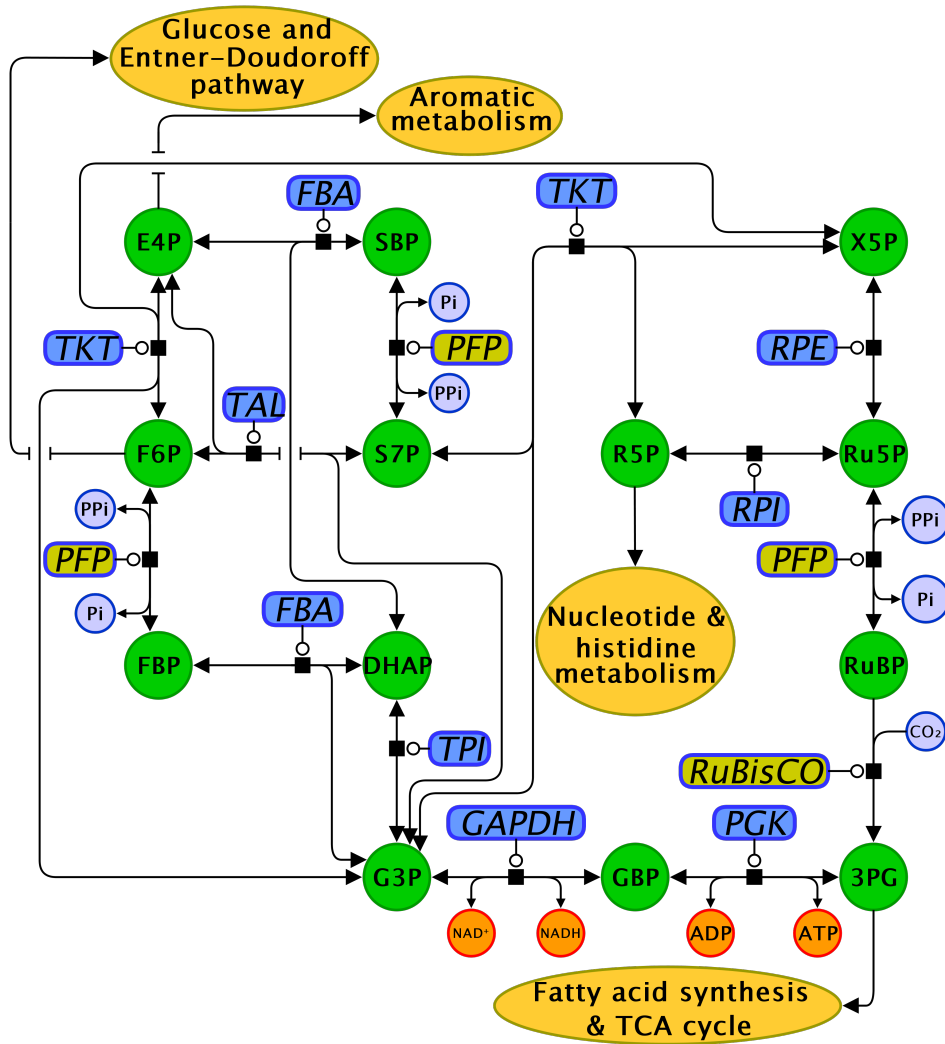 Glucose and
Entner-Doudoroff
pathway
Aromatic
metabolism
FBA
TKT
E4P
SBP
X5P
Pi
TKT
PFP
RPE
PPi
TAL
F6P
S7P
R5P
Ru5P
PPi
RPI
PPi
PFP
PFP
Pi
FBA
Pi
Nucleotide &
histidine
metabolism
FBP
DHAP
RuBP
TPI
CO₂
RuBisCO
GAPDH
PGK
G3P
GBP
3PG
NAD⁺
NADH
ADP
ATP
Fatty acid synthesis
& TCA cycle